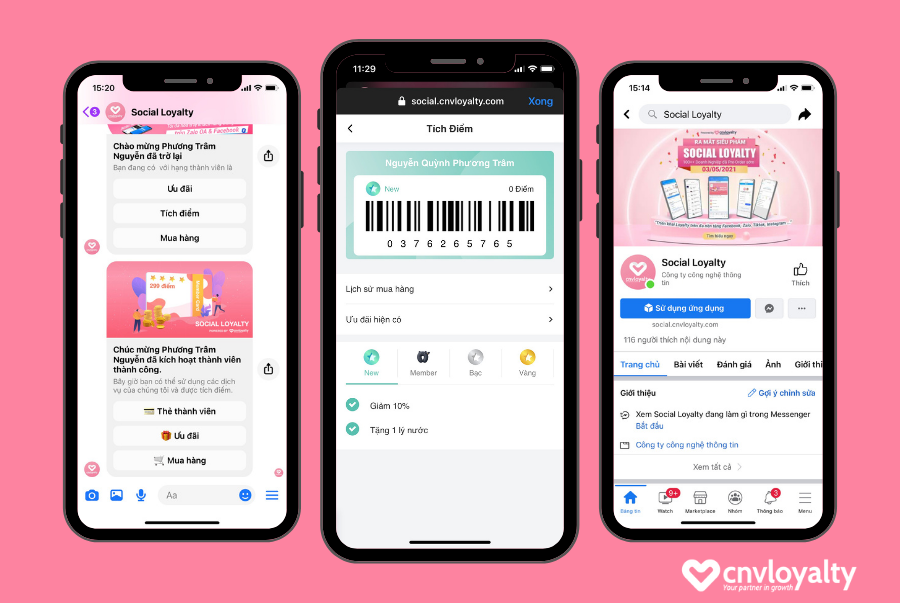 15:20
3
Social Loyalty
trên Zalo OA & Facebook
Chào mừng Phương Trâm
Nguyễn đã trở lại
Bạn đang có với hạng thành viên là
Ưu đãi
Tích điểm
Mua hàng
299 điểm
SOCIAL LOYALTY
Chúc mừng Phương Trâm
Nguyễn đã kích hoạt thành viên
thành công.
Bây giờ bạn có thể sử dụng các dịch
vụ của chúng tôi và được tích điểm.
Thẻ thành viên
Ưu đãi
Mua hàng
Aa
11:29
social.cnvloyalty.com
Xong
Tích Điểm
Nguyễn Quỳnh Phương Trâm
New
0 Điểm
0 3 7 6 2 6 5 7 6 5
Lịch sử mua hàng
Ưu đãi hiện có
New
Member
Bạc
Vàng
Giảm 10%
Tặng 1 ly nước
15:14
Social Loyalty
cnvloyalty
RA MẮT SIÊU PHẨM
SOCIAL LOYALTY
03/05/2021
Social Loyalty
Công ty công nghệ thông
tin
Thích
Sử dụng ứng dụng
social.cnvloyalty.com
116 người thích nội dung này
Trang chủ
Bài viết
Đánh giá
Ảnh
Giới thi
Giới thiệu
Gợi ý chỉnh sửa
Xem Social Loyalty đang làm gì trong Messenger
Bắt đầu
Công ty công nghệ thông tin
Xem tất cả
9+
3
Bảng tin
Watch
Marketplace
Nhóm
Thông báo
Menu
cnvloyalty
Your partner in growth